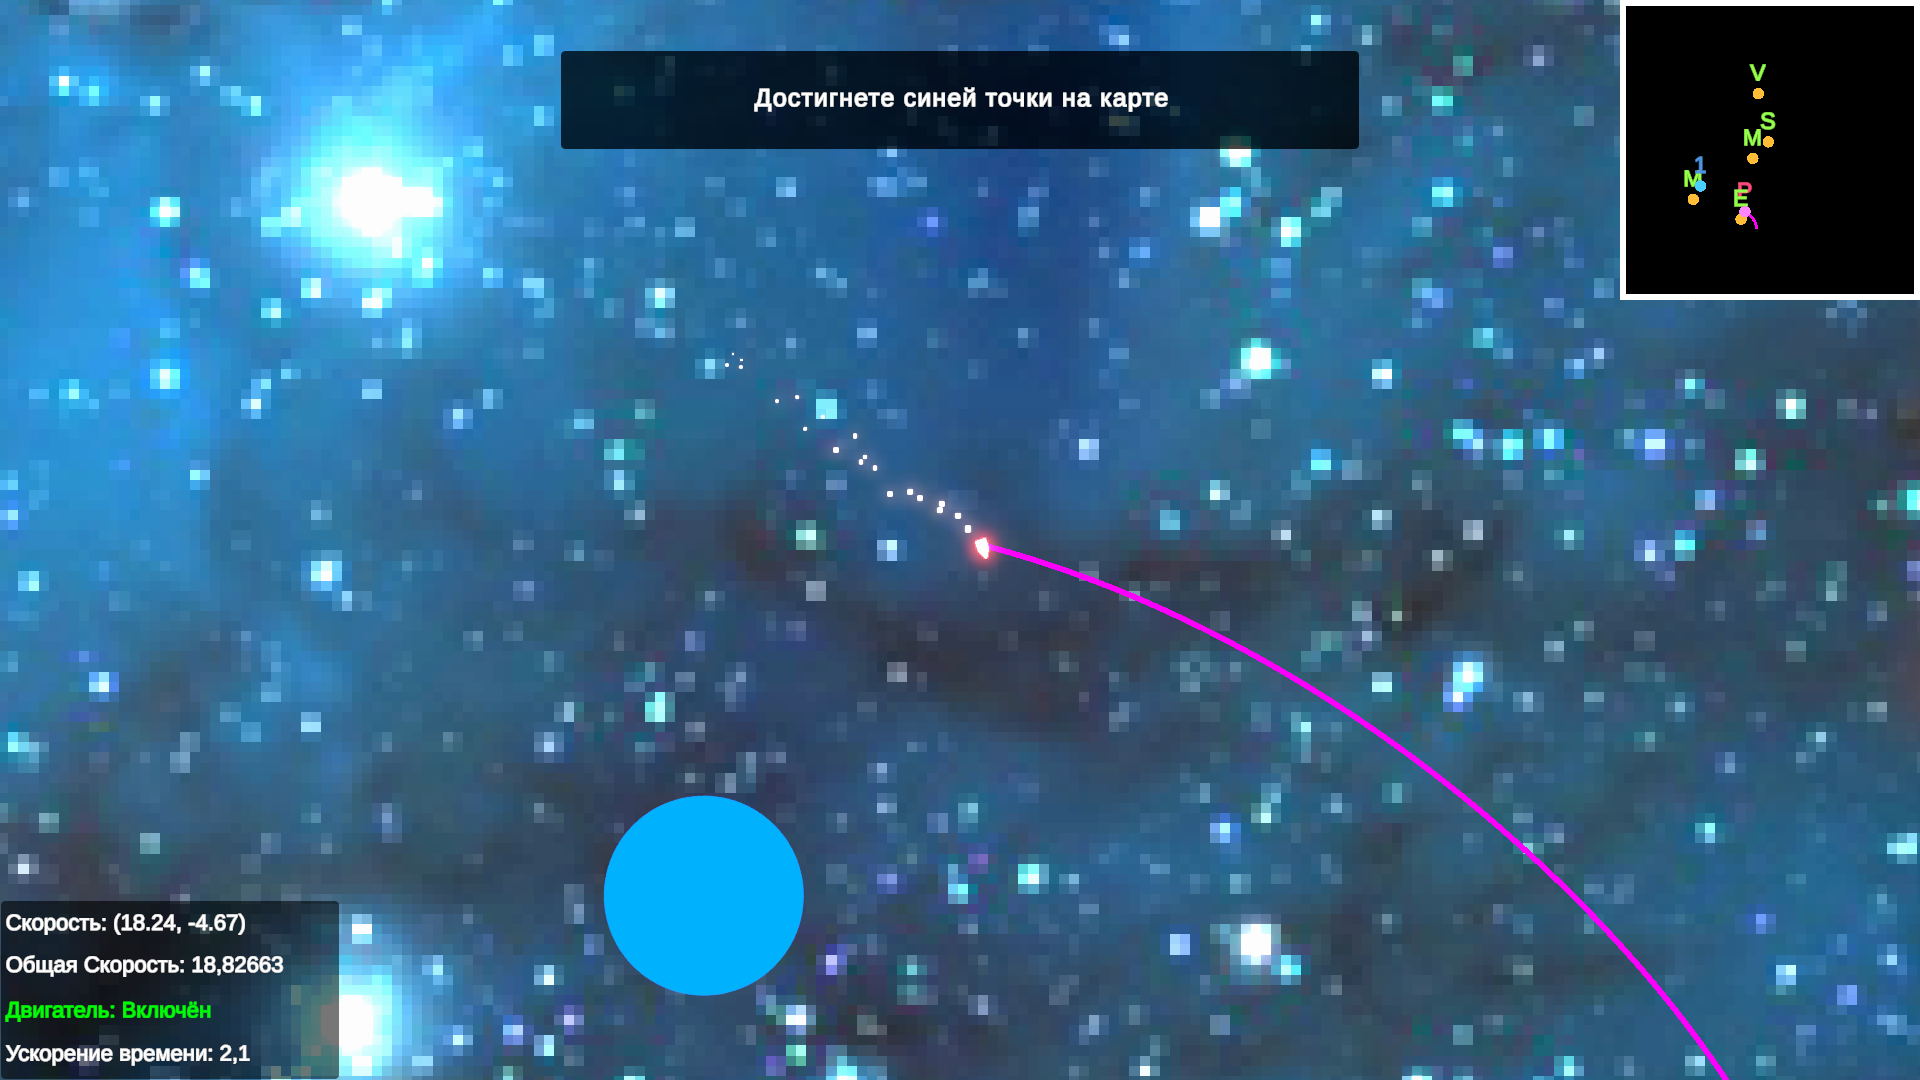 Достигнете синей точки на карте
V
S
M
1
M
P
E
Скорость: (18.24, -4.67)
Общая Скорость: 18,82663
Двигатель: Включён
Ускорение времени: 2,1